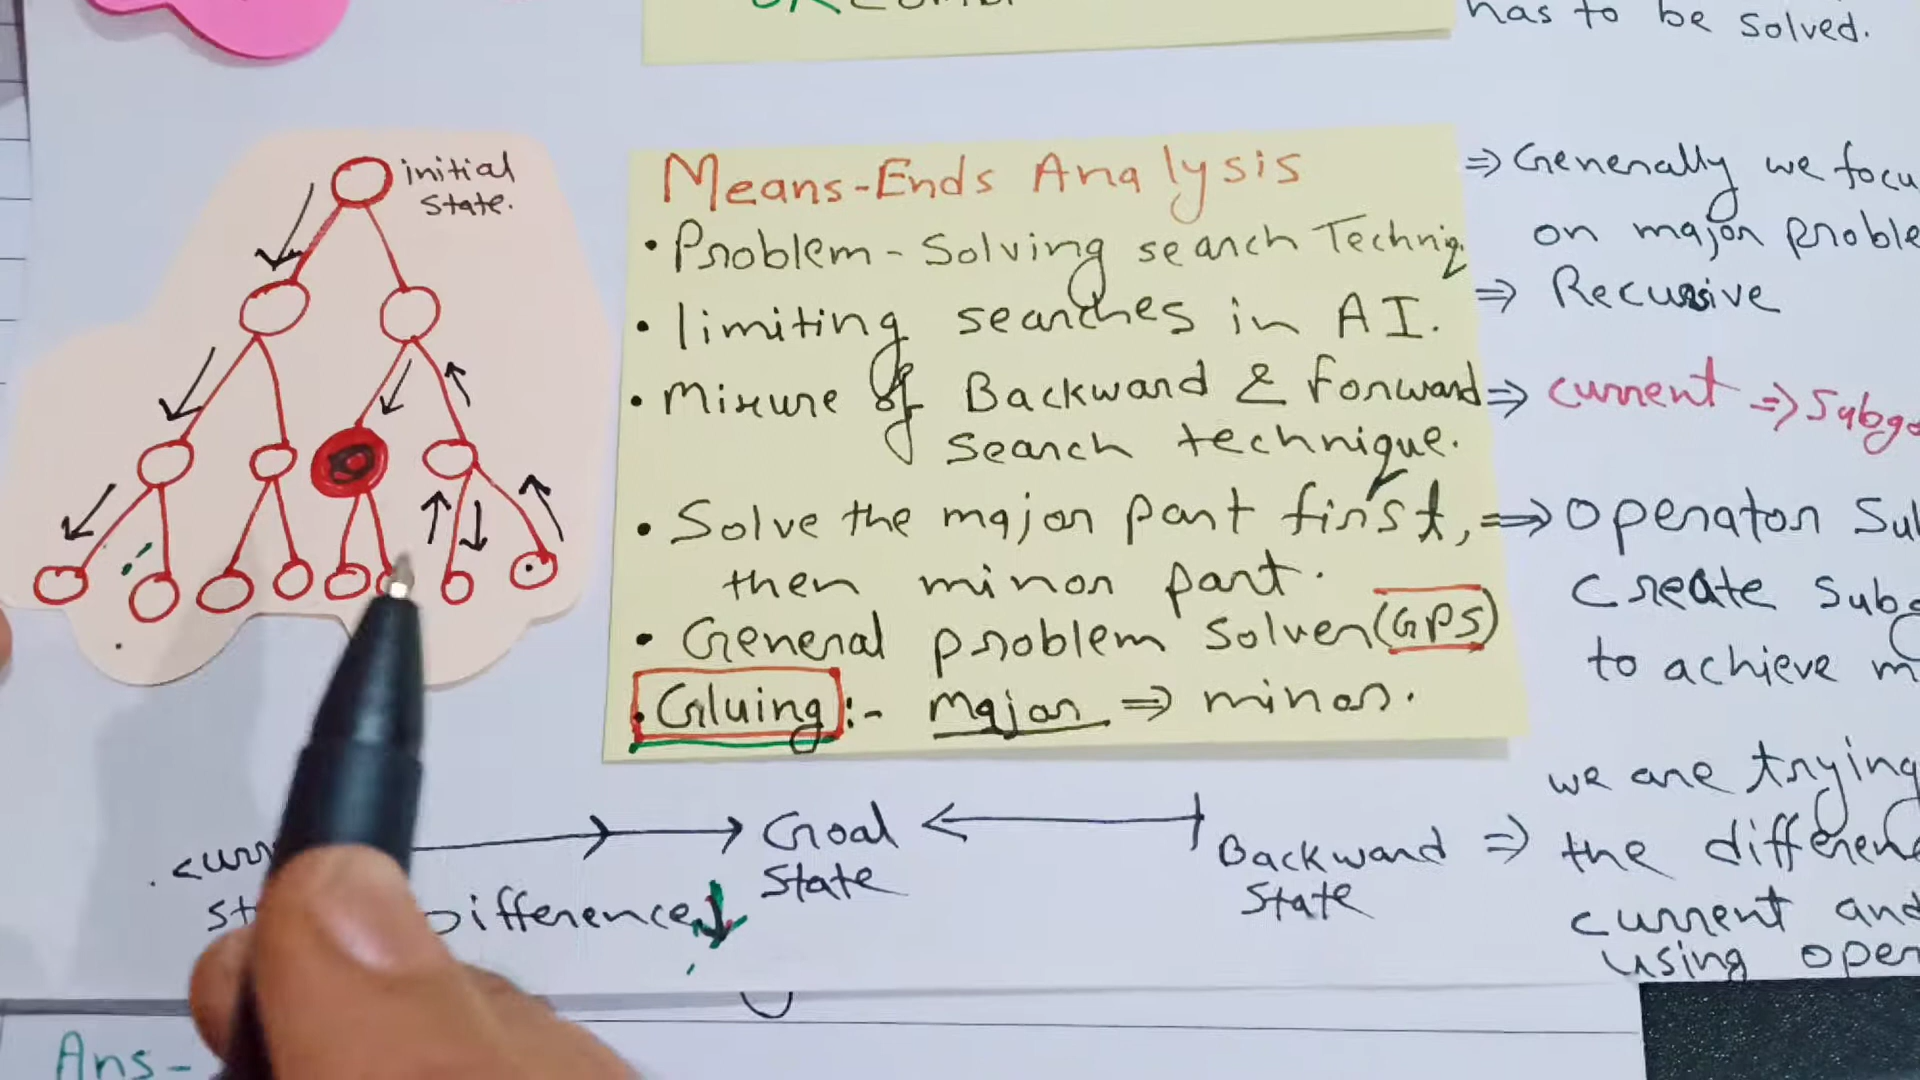 has to be solved.
initial
state.
Means-Ends Analysis
• Problem-Solving search Techniq
• limiting searches in AI.
• Mixure of Backward & Forward
search technique.
• Solve the major part first,
then minor part.
• General problem Solver (GPS)
• Gluing :- major ⇒ minor.
⇒ Generally we focu
on major proble
⇒ Recursive
⇒ current ⇒ Subgo
⇒ Operator Su
create Subg
to achieve m
Goal
State
Difference ↓
Backward
State
⇒ we are trying
the differen
current and
using oper
Ans-